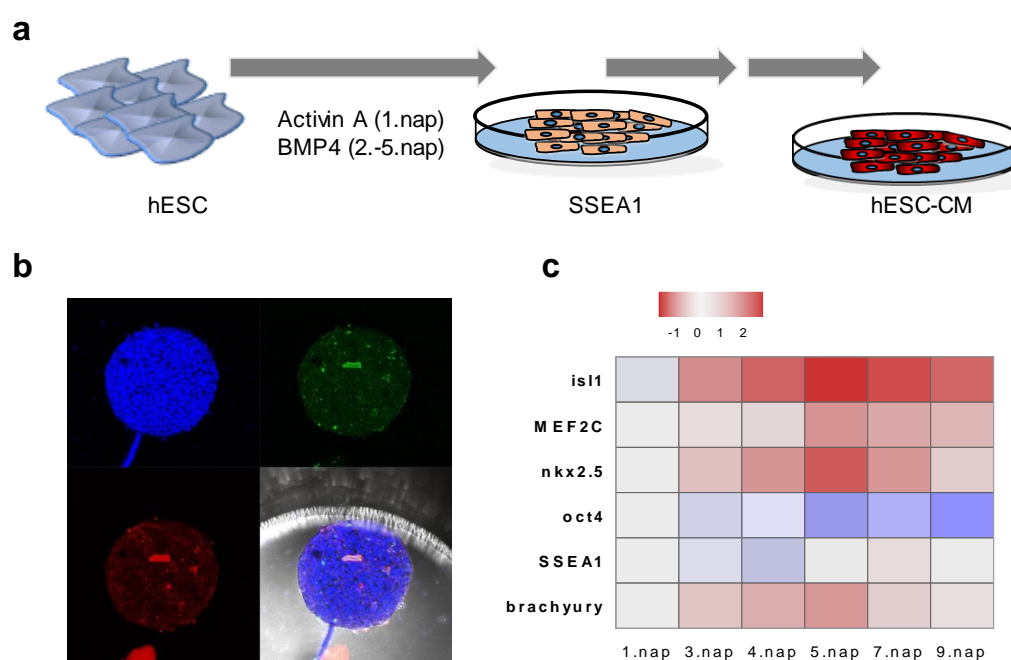 a
Activin A (1.nap)
BMP4 (2.-5.nap)
hESC
SSEA1
hESC-CM
b
c
-1 0 1 2
isl1
MEF2C
nkx2.5
oct4
SSEA1
brachyury
1.nap 3.nap 4.nap 5.nap 7.nap 9.nap